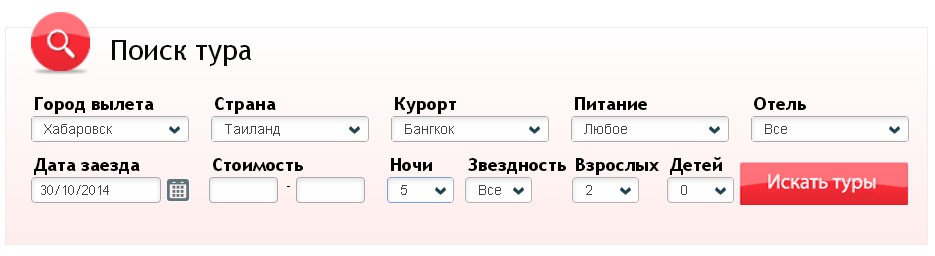 Поиск тура
Город вылета Страна Курорт Питание Отель
Хабаровск Таиланд Бангкок Любое Все
Дата заезда Стоимость Ночи Звездность Взрослых Детей
30/10/2014 - 5 Все 2 0 Искать туры